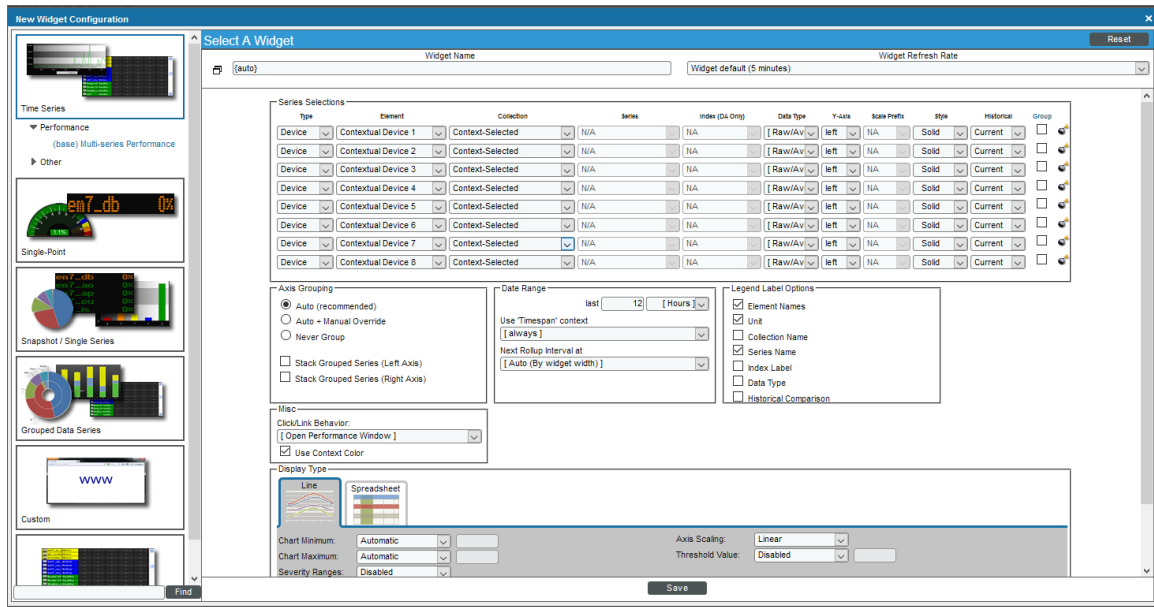 New Widget Configuration
×
Select A Widget
Reset
Widget Name
Widget Refresh Rate
{auto}
Widget default (5 minutes)
Time Series
Performance
(base) Multi-series Performance
Other
em7_db 0%
1.1%
Single-Point
em7_db 0%
em7_ao 0%
em7_ap 0%
em7_cu 0%
0%
Snapshot / Single Series
Grouped Data Series
www
Custom
Find
Series Selections
Type Element Collection Series Index (DA Only) Data Type Y-Axis Scale Prefix Style Historical Group
Device Contextual Device 1 Context-Selected N/A NA [ Raw/Av left NA Solid Current
Device Contextual Device 2 Context-Selected N/A NA [ Raw/Av left NA Solid Current
Device Contextual Device 3 Context-Selected N/A NA [ Raw/Av left NA Solid Current
Device Contextual Device 4 Context-Selected N/A NA [ Raw/Av left NA Solid Current
Device Contextual Device 5 Context-Selected N/A NA [ Raw/Av left NA Solid Current
Device Contextual Device 6 Context-Selected N/A NA [ Raw/Av left NA Solid Current
Device Contextual Device 7 Context-Selected N/A NA [ Raw/Av left NA Solid Current
Device Contextual Device 8 Context-Selected N/A NA [ Raw/Av left NA Solid Current
Axis Grouping
Auto (recommended)
Auto + Manual Override
Never Group
Stack Grouped Series (Left Axis)
Stack Grouped Series (Right Axis)
Date Range
last 12 [ Hours ]
Use 'Timespan' context
[ always ]
Next Rollup Interval at
[ Auto (By widget width) ]
Legend Label Options
Element Names
Unit
Collection Name
Series Name
Index Label
Data Type
Historical Comparison
Misc
Click/Link Behavior:
[ Open Performance Window ]
Use Context Color
Display Type
Line
Spreadsheet
Chart Minimum: Automatic
Axis Scaling: Linear
Chart Maximum: Automatic
Threshold Value: Disabled
Severity Ranges: Disabled
Save